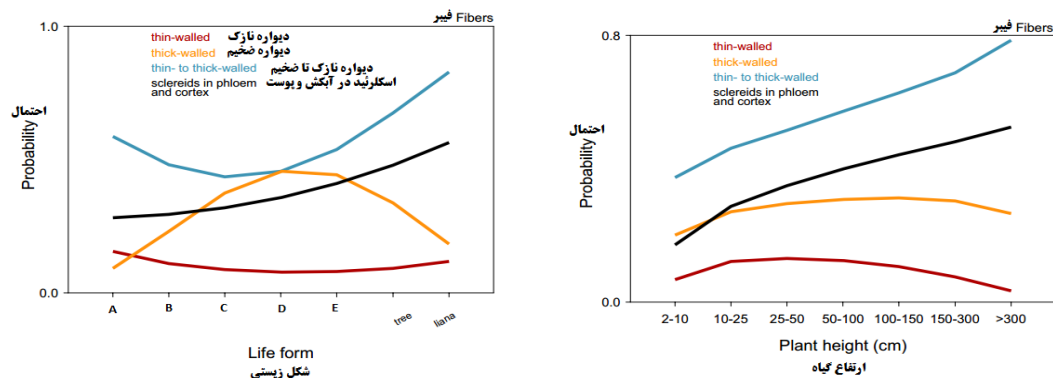 فیبر Fibers
1.0
thin-walled دیواره نازک
thick-walled دیواره ضخیم
thin- to thick-walled دیواره نازک تا ضخیم
sclereids in phloem اسکلرئید در آبکش و پوست
and cortex
احتمال
Probability
0.0
A B C D E tree liana
Life form
شکل زیستی
فیبر Fibers
0.8
thin-walled
thick-walled
thin- to thick-walled
sclereids in phloem
and cortex
احتمال
Probability
0.0
2-10 10-25 25-50 50-100 100-150 150-300 >300
Plant height (cm)
ارتفاع گیاه